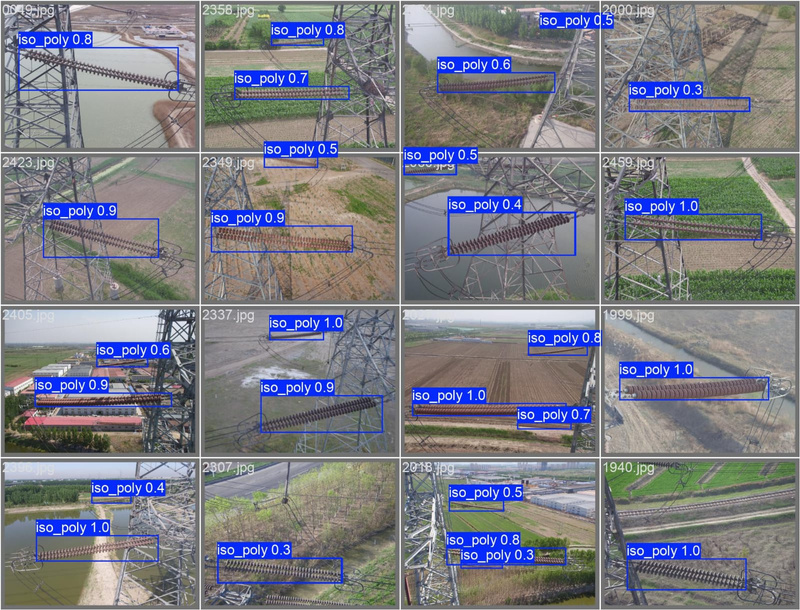 iso_poly 0.8
2358.jpg
iso_poly 0.8
iso_poly 0.7
iso_poly 0.5
iso_poly 0.6
2090.jpg
iso_poly 0.3
2423.jpg
iso_poly 0.9
2349.jpg
iso_poly 0.5
iso_poly 0.9
iso_poly 0.5
iso_poly 0.4
2459.jpg
iso_poly 1.0
2405.jpg
iso_poly 0.6
iso_poly 0.9
2337.jpg
iso_poly 1.0
iso_poly 0.9
iso_poly 0.8
iso_poly 1.0
iso_poly 0.7
1999.jpg
iso_poly 1.0
iso_poly 0.4
iso_poly 1.0
2307.jpg
iso_poly 0.3
2018.jpg
iso_poly 0.5
iso_poly 0.8
iso_poly 0.3
1940.jpg
iso_poly 1.0